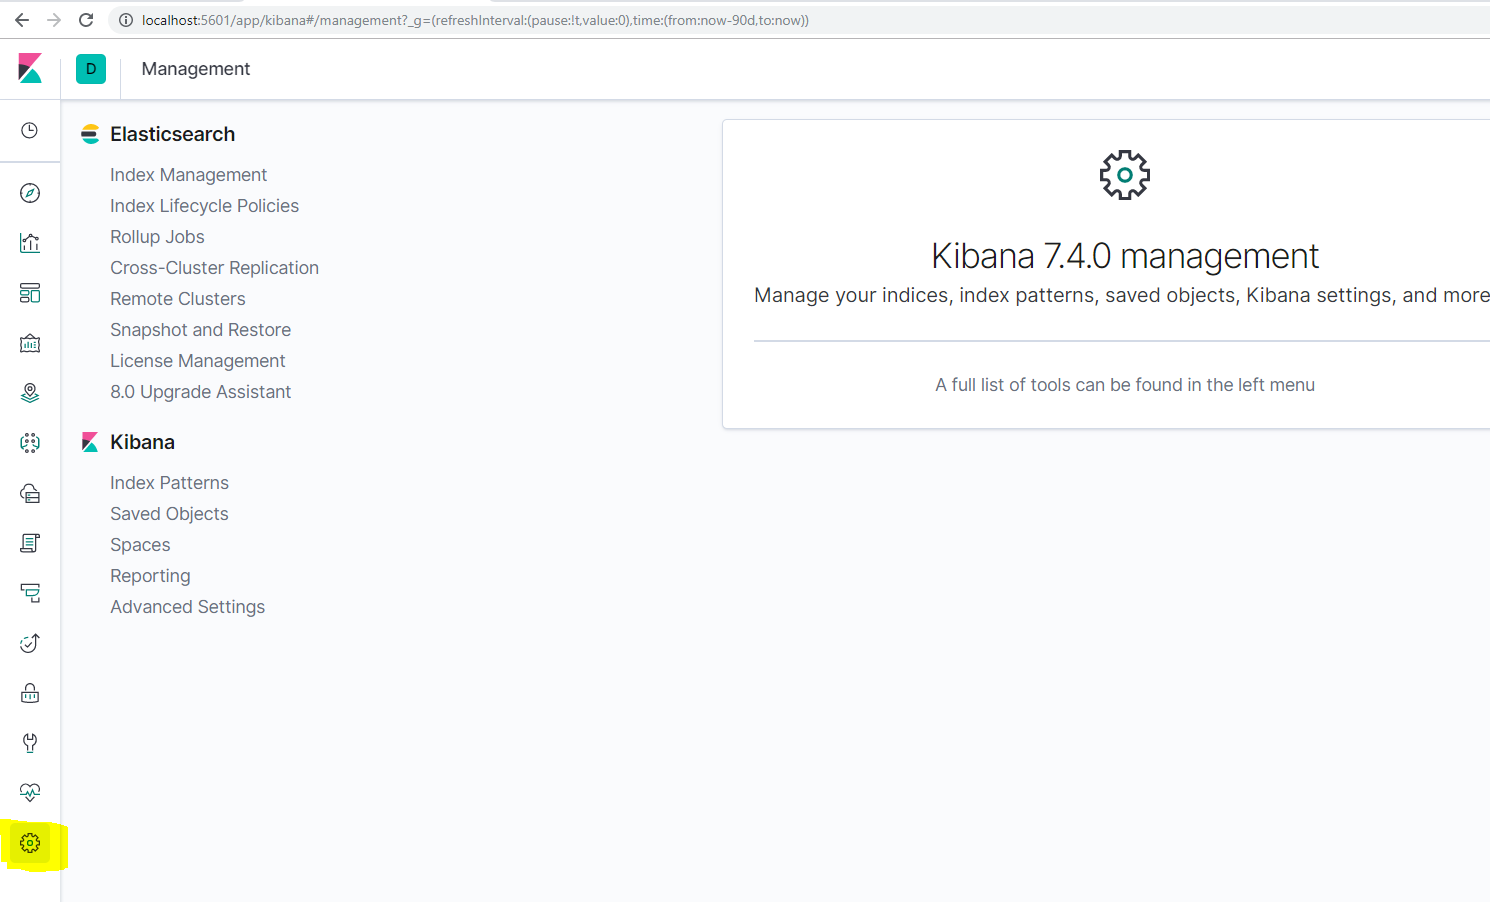 localhost:5601/app/kibana#/management?_g=(refreshInterval:(pause:!t,value:0),time:(from:now-90d,to:now))
D
Management
Elasticsearch
Index Management
Index Lifecycle Policies
Rollup Jobs
Cross-Cluster Replication
Remote Clusters
Snapshot and Restore
License Management
8.0 Upgrade Assistant
Kibana
Index Patterns
Saved Objects
Spaces
Reporting
Advanced Settings
Kibana 7.4.0 management
Manage your indices, index patterns, saved objects, Kibana settings, and more
A full list of tools can be found in the left menu